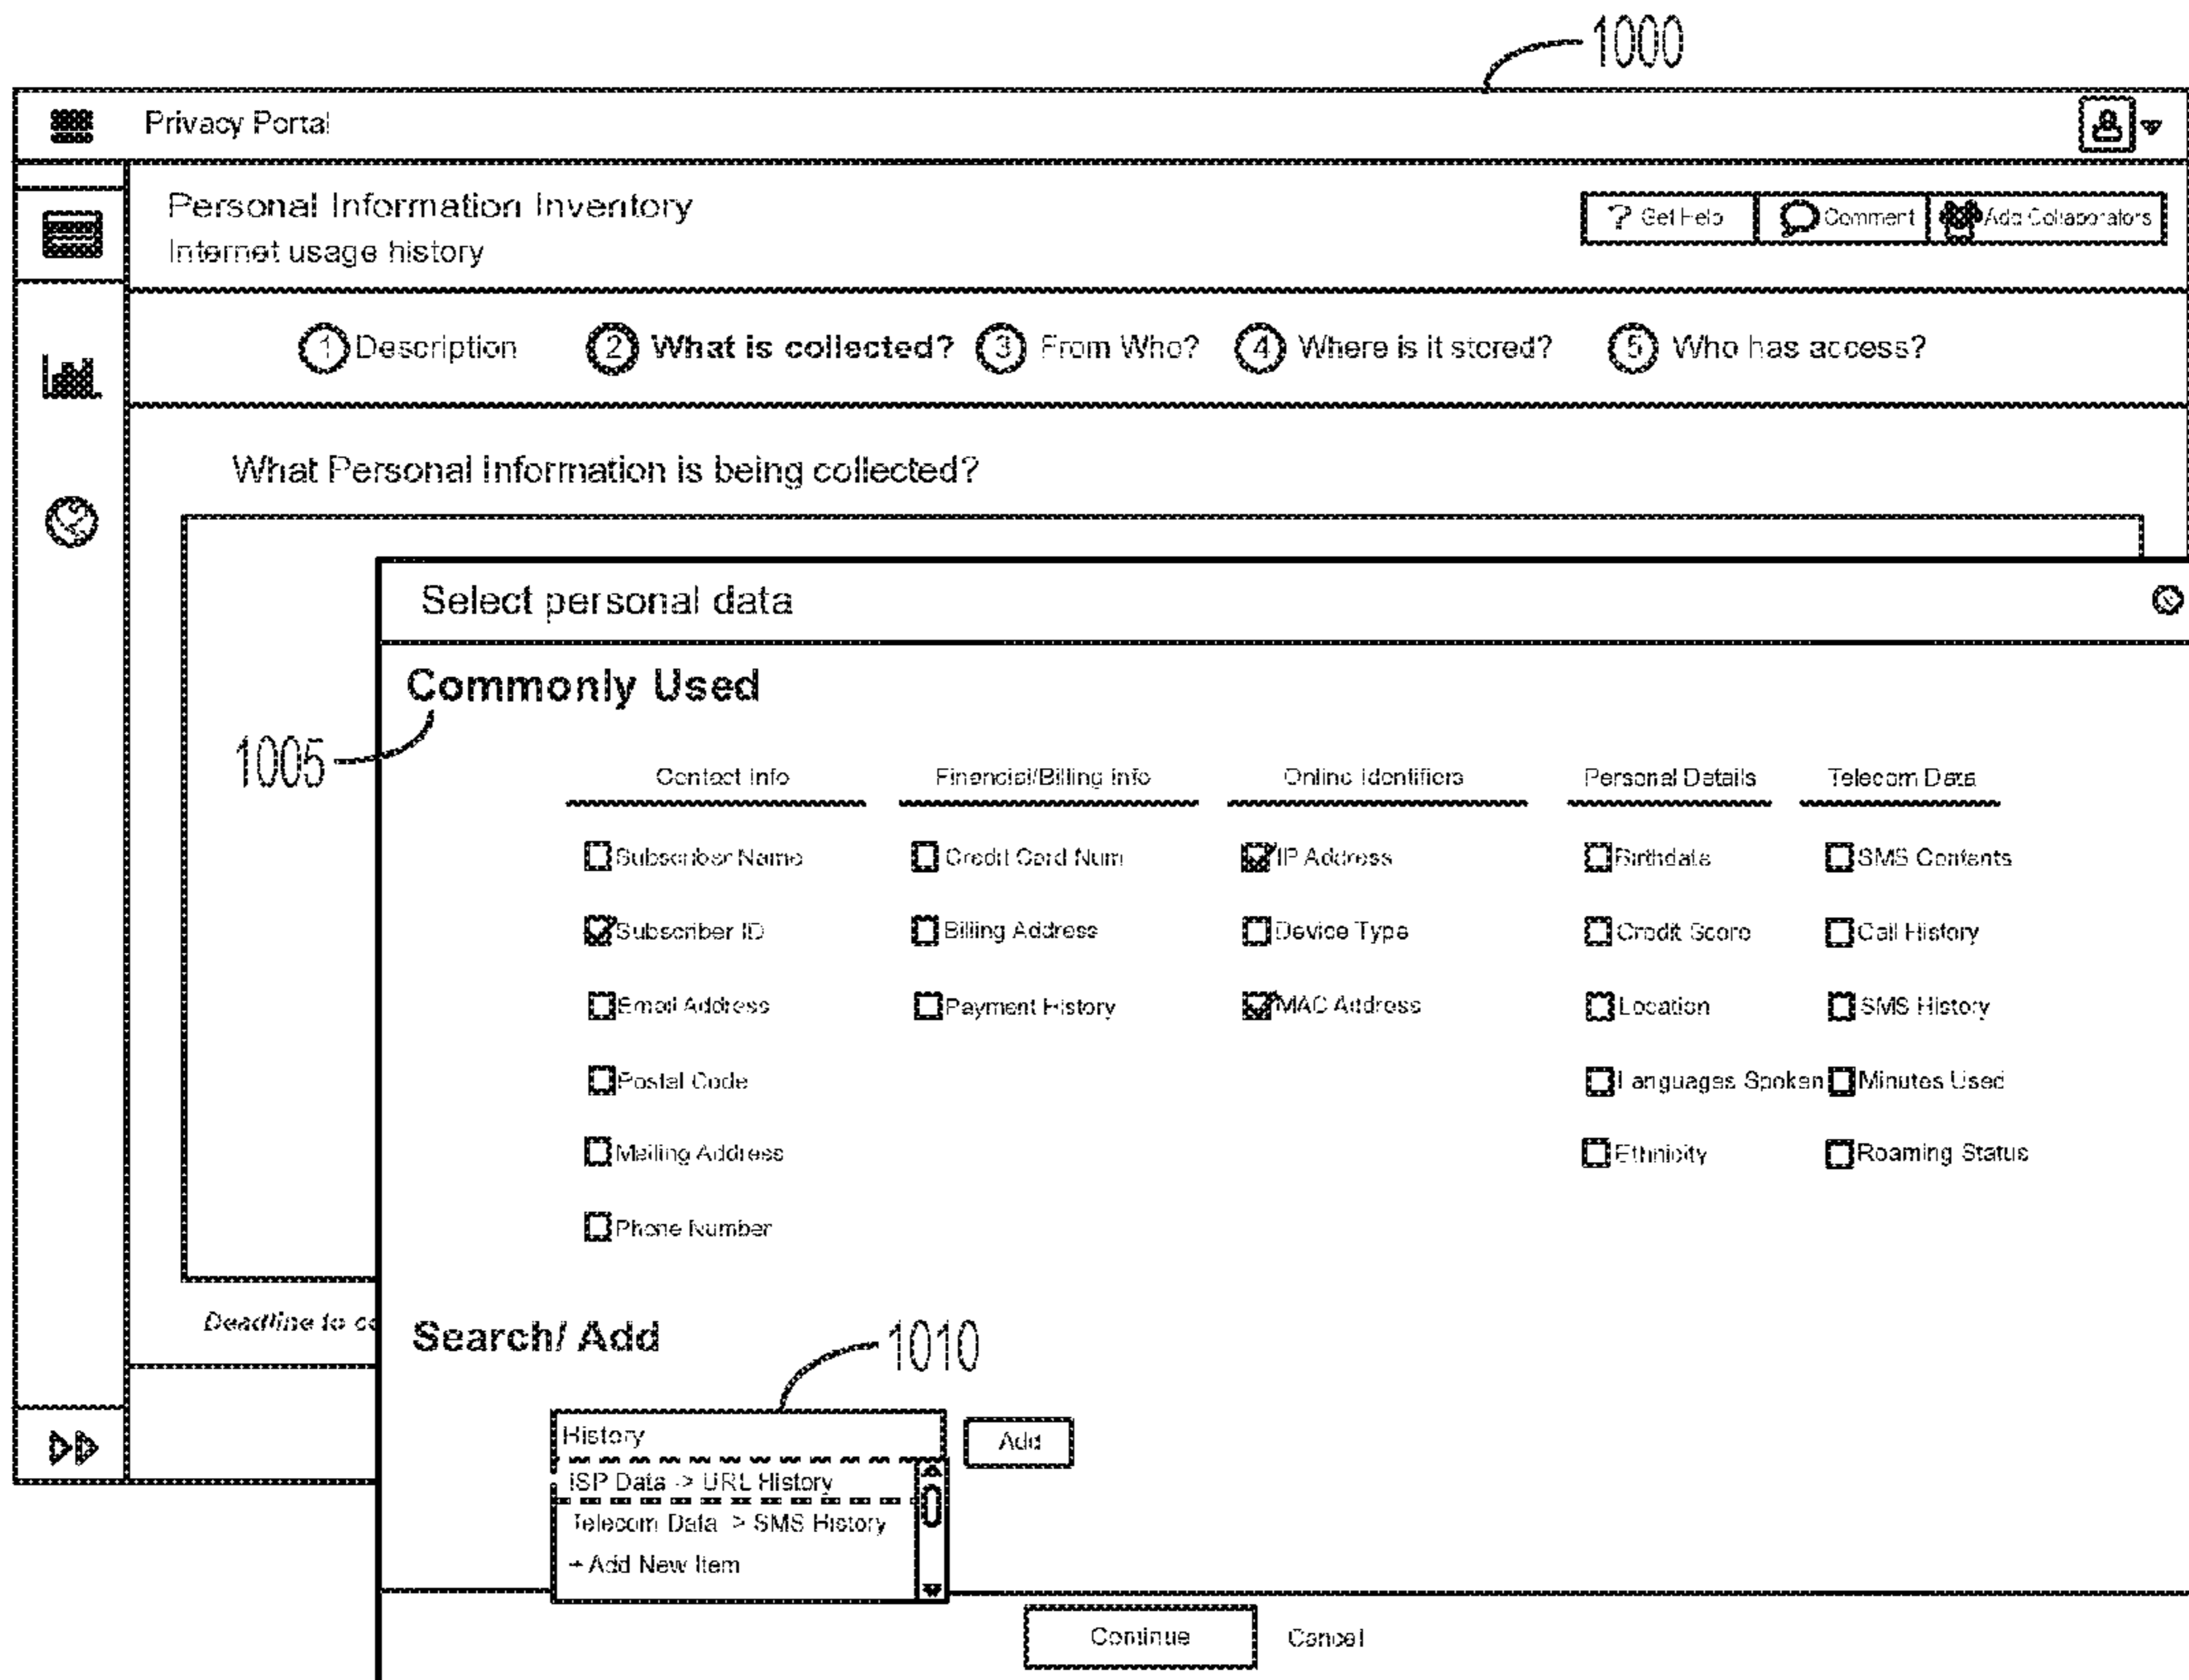 1000
Privacy Portal
Personal Information Inventory
Internet usage history
? Get Help Comment Add Collaborators
1 Description 2 What is collected? 3 From Who? 4 Where is it stored? 5 Who has access?
What Personal Information is being collected?
Select personal data
Commonly Used
1005
Contact Info Financial/Billing Info Online Identifiers Personal Details Telecom Data
Subscriber Name Credit Card Num IP Address Birthdate SMS Contents
Subscriber ID Billing Address Device Type Credit Score Call History
Email Address Payment History MAC Address Location SMS History
Postal Code Languages Spoken Minutes Used
Mailing Address Ethnicity Roaming Status
Phone Number
Deadline to co
Search/ Add
1010
History Add
ISP Data -> URL History
Telecom Data -> SMS History
+ Add New Item
Continue Cancel